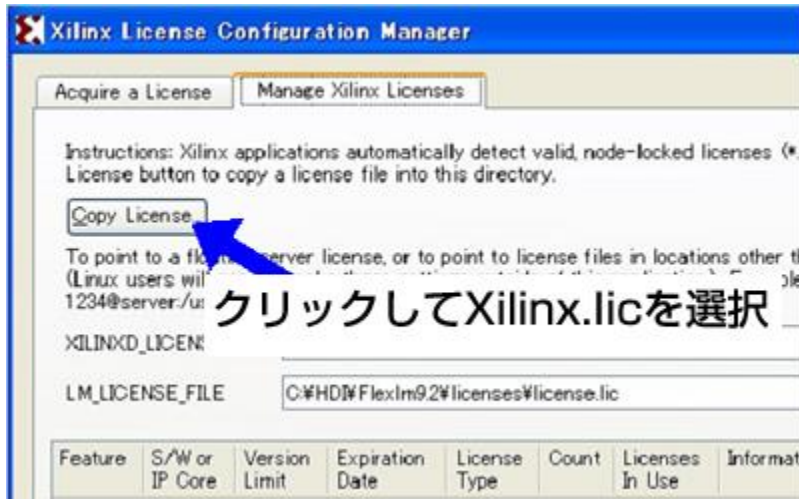 Xilinx License Configuration Manager
Acquire a License Manage Xilinx Licenses
Instructions: Xilinx applications automatically detect valid, node-locked licenses (*.
License button to copy a license file into this directory.
Copy License...
To point to a server license, or to point to license files in locations other
(Linux users
1234@server:/
クリックしてXilinx.licを選択
LM_LICENSE_FILE C:¥HDI¥Flexlm9.2¥licenses¥license.lic
Feature S/W or Version Expiration License Count Licenses
IP Core Limit Date Type In Use